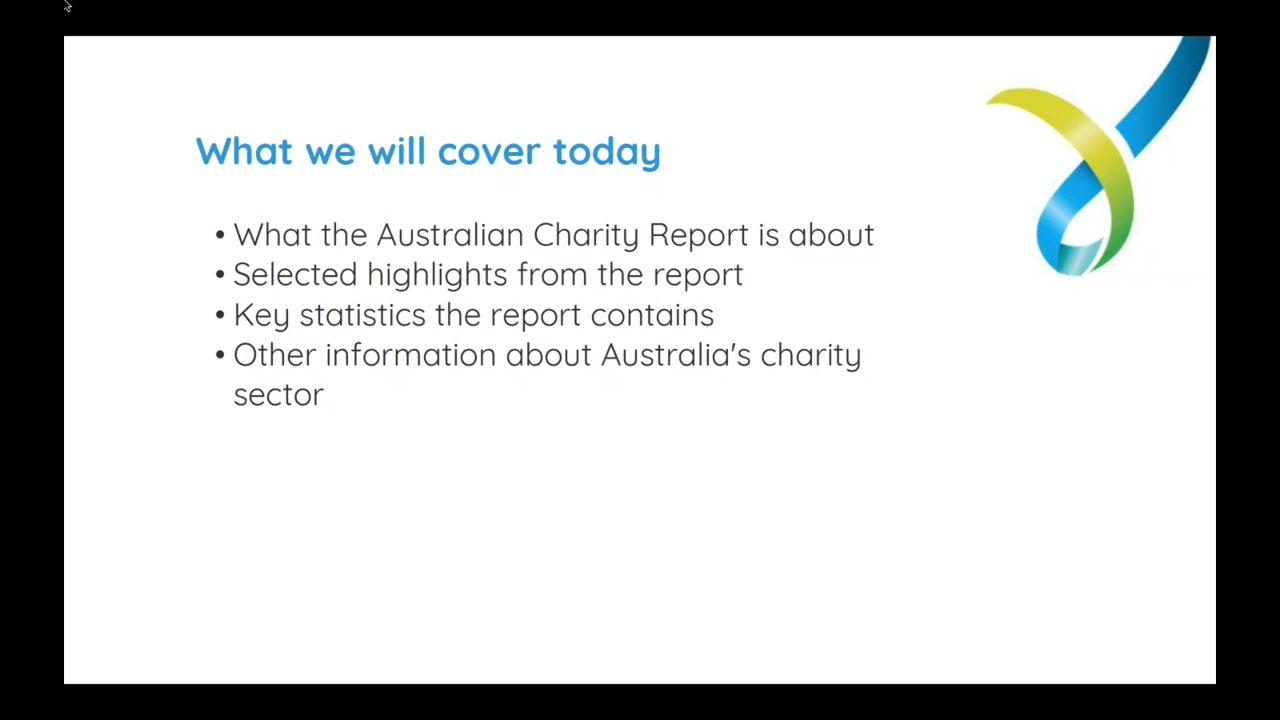 What we will cover today
• What the Australian Charity Report is about
• Selected highlights from the report
• Key statistics the report contains
• Other information about Australia's charity
sector